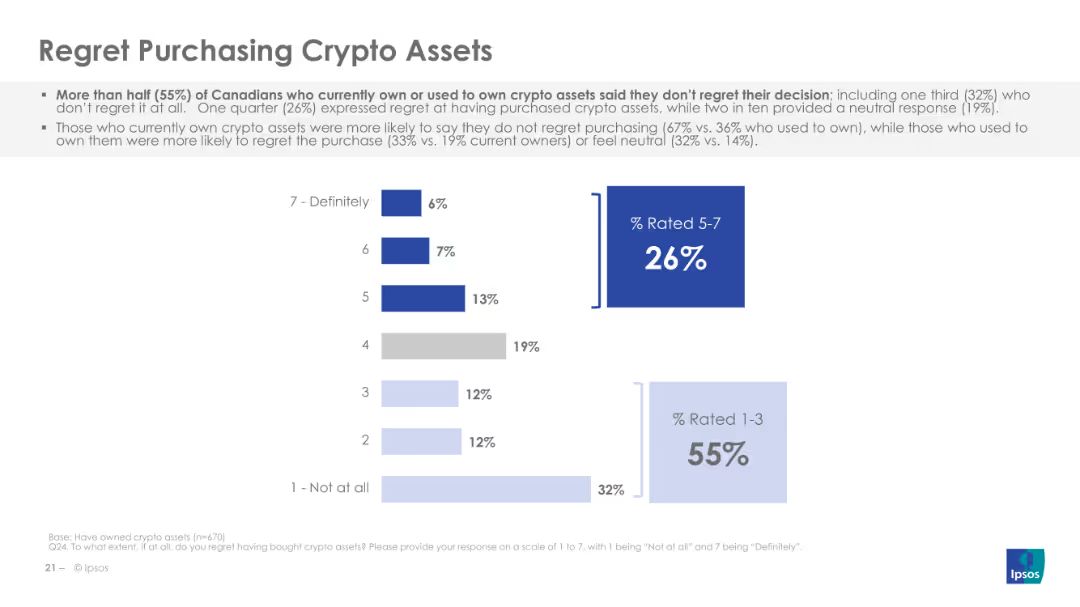 Regret Purchasing Crypto Assets
▪ More than half (55%) of Canadians who currently own or used to own crypto assets said they don't regret their decision; including one third (32%) who
don't regret it at all. One quarter (26%) expressed regret at having purchased crypto assets, while two in ten provided a neutral response (19%).
▪ Those who currently own crypto assets were more likely to say they do not regret purchasing (67% vs. 36% who used to own), while those who used to
own them were more likely to regret the purchase (33% vs. 19% current owners) or feel neutral (32% vs. 14%).
7 - Definitely 6%
6 7%
5 13%
% Rated 5-7
26%
4 19%
3 12%
2 12%
1 - Not at all 32%
% Rated 1-3
55%
Base: Have owned crypto assets (n=670)
Q24. To what extent, if at all, do you regret having bought crypto assets? Please provide your response on a scale of 1 to 7, with 1 being "Not at all" and 7 being "Definitely".
21 – © Ipsos
Ipsos